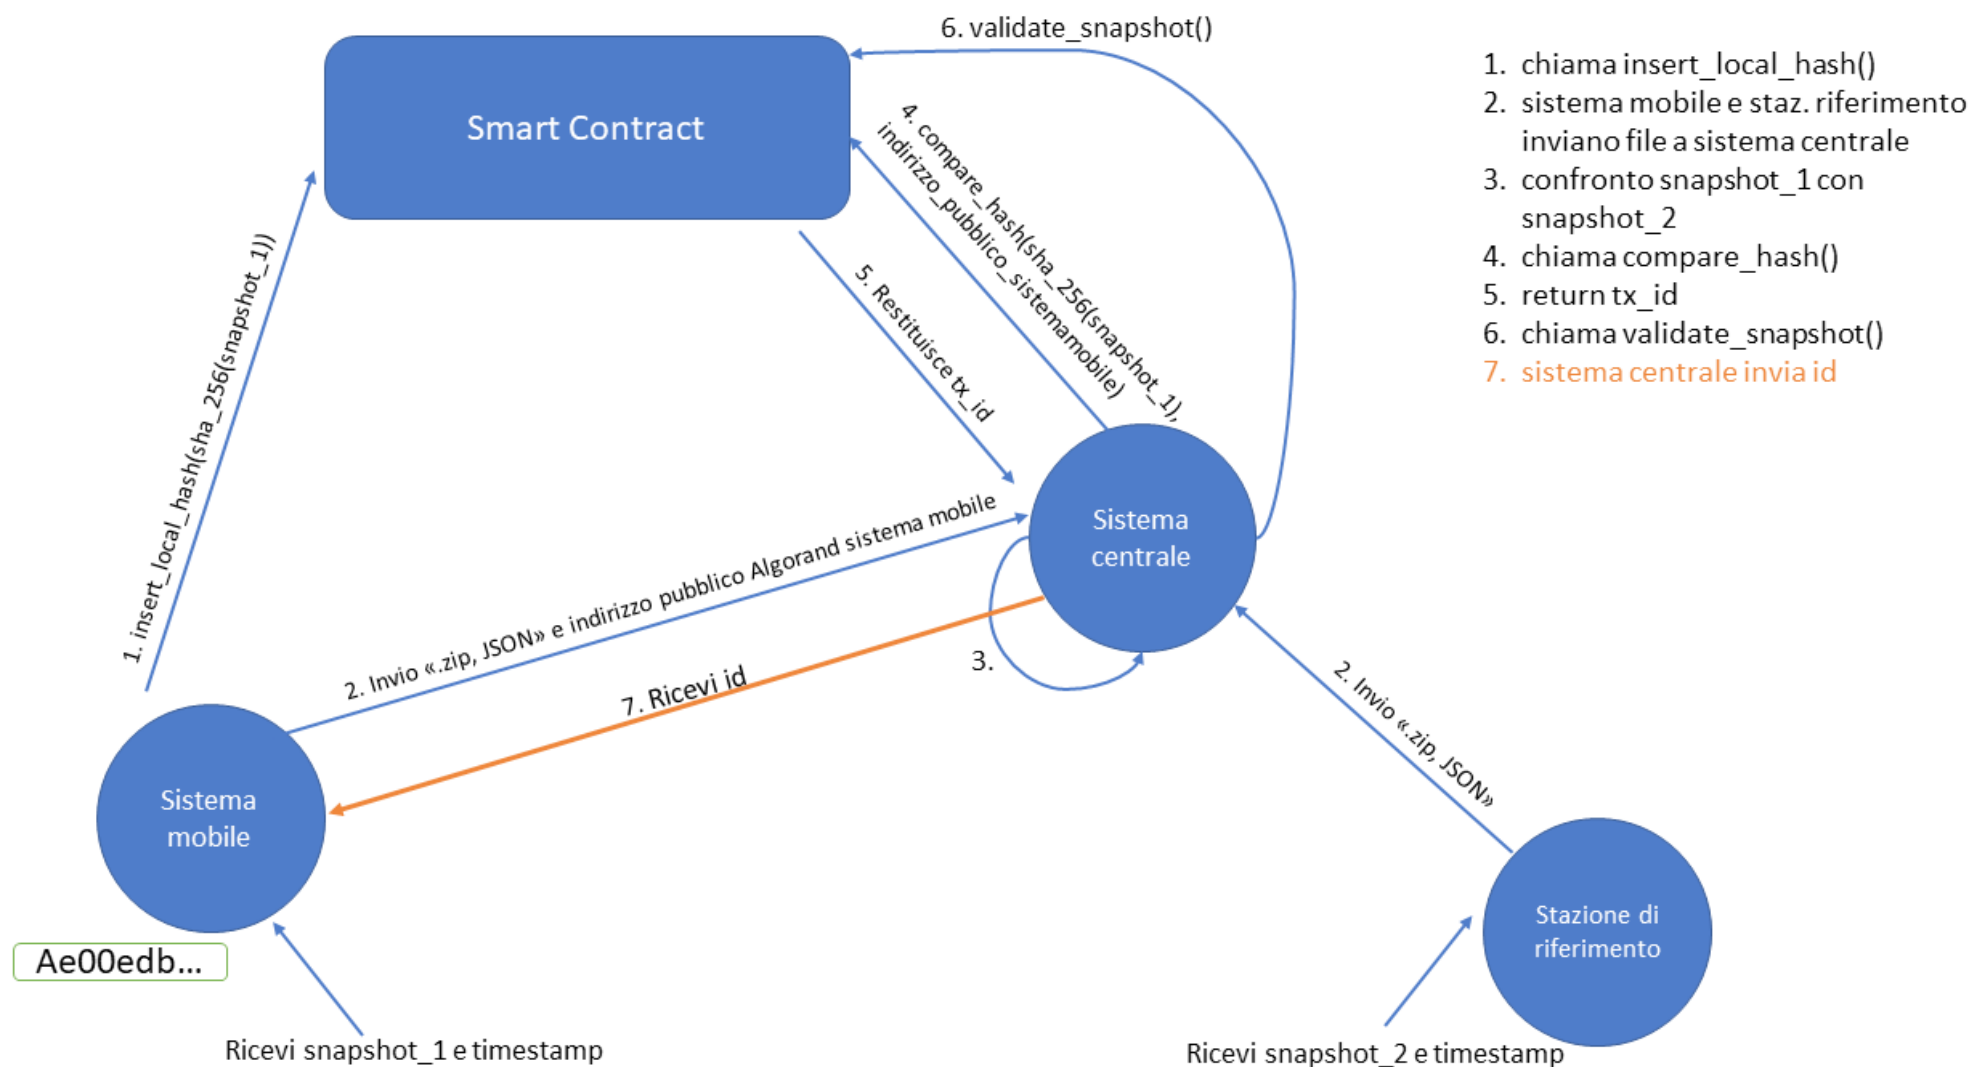 6. validate_snapshot()
Smart Contract
1. chiama insert_local_hash()
2. sistema mobile e staz. riferimento
inviano file a sistema centrale
3. confronto snapshot_1 con
snapshot_2
4. chiama compare_hash()
5. return tx_id
6. chiama validate_snapshot()
7. sistema centrale invia id
4. compare_hash(sha_256(snapshot_1),
indirizzo_pubblico_sistemamobile)
5. Restituisce tx_id
1. insert_local_hash(sha_256(snapshot_1))
Sistema
centrale
2. Invio «.zip, JSON» e indirizzo pubblico Algorand sistema mobile
3.
7. Ricevi id
2. Invio «.zip, JSON»
Sistema
mobile
Stazione di
riferimento
Ae00edb...
Ricevi snapshot_1 e timestamp
Ricevi snapshot_2 e timestamp